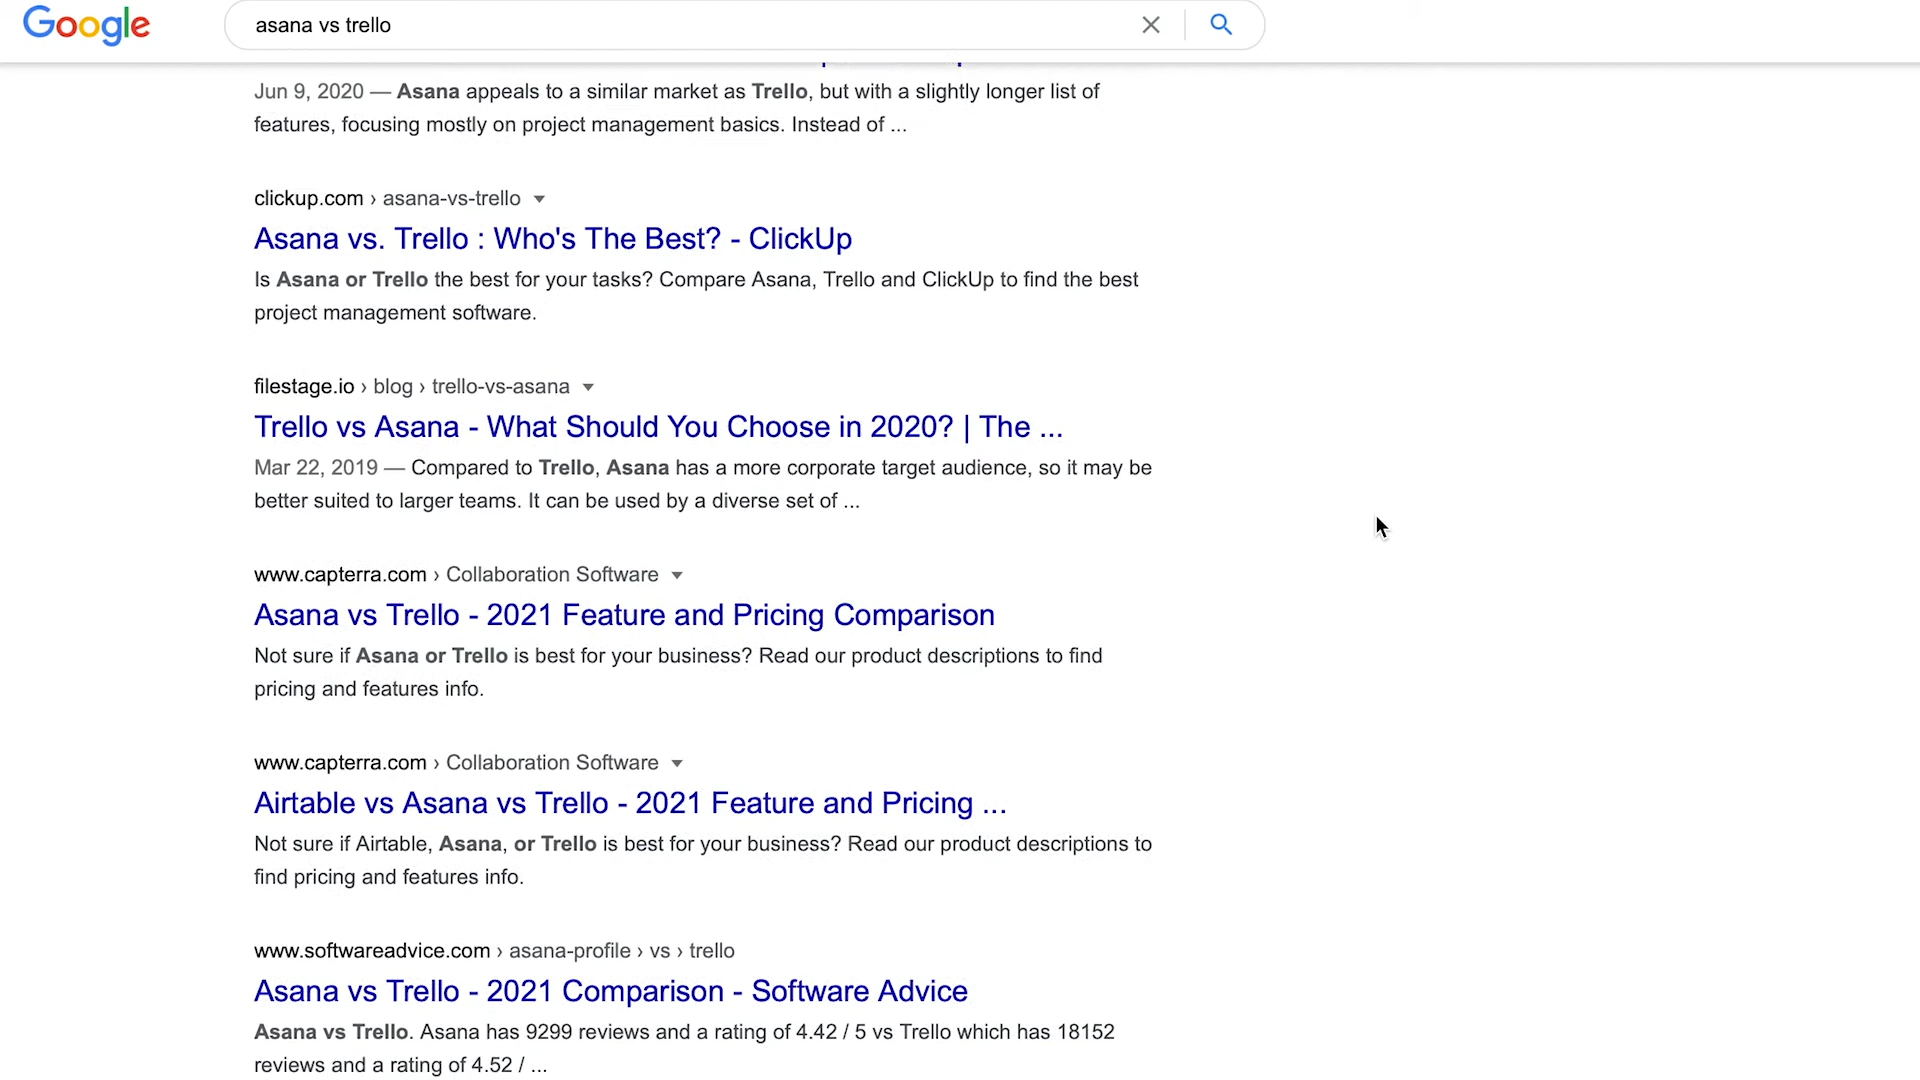 Google
asana vs trello
Jun 9, 2020 — Asana appeals to a similar market as Trello, but with a slightly longer list of
features, focusing mostly on project management basics. Instead of ...
clickup.com › asana-vs-trello
Asana vs. Trello : Who's The Best? - ClickUp
Is Asana or Trello the best for your tasks? Compare Asana, Trello and ClickUp to find the best
project management software.
filestage.io › blog › trello-vs-asana
Trello vs Asana - What Should You Choose in 2020? | The ...
Mar 22, 2019 — Compared to Trello, Asana has a more corporate target audience, so it may be
better suited to larger teams. It can be used by a diverse set of ...
www.capterra.com › Collaboration Software
Asana vs Trello - 2021 Feature and Pricing Comparison
Not sure if Asana or Trello is best for your business? Read our product descriptions to find
pricing and features info.
www.capterra.com › Collaboration Software
Airtable vs Asana vs Trello - 2021 Feature and Pricing ...
Not sure if Airtable, Asana, or Trello is best for your business? Read our product descriptions to
find pricing and features info.
www.softwareadvice.com › asana-profile › vs › trello
Asana vs Trello - 2021 Comparison - Software Advice
Asana vs Trello. Asana has 9299 reviews and a rating of 4.42 / 5 vs Trello which has 18152
reviews and a rating of 4.52 / ...